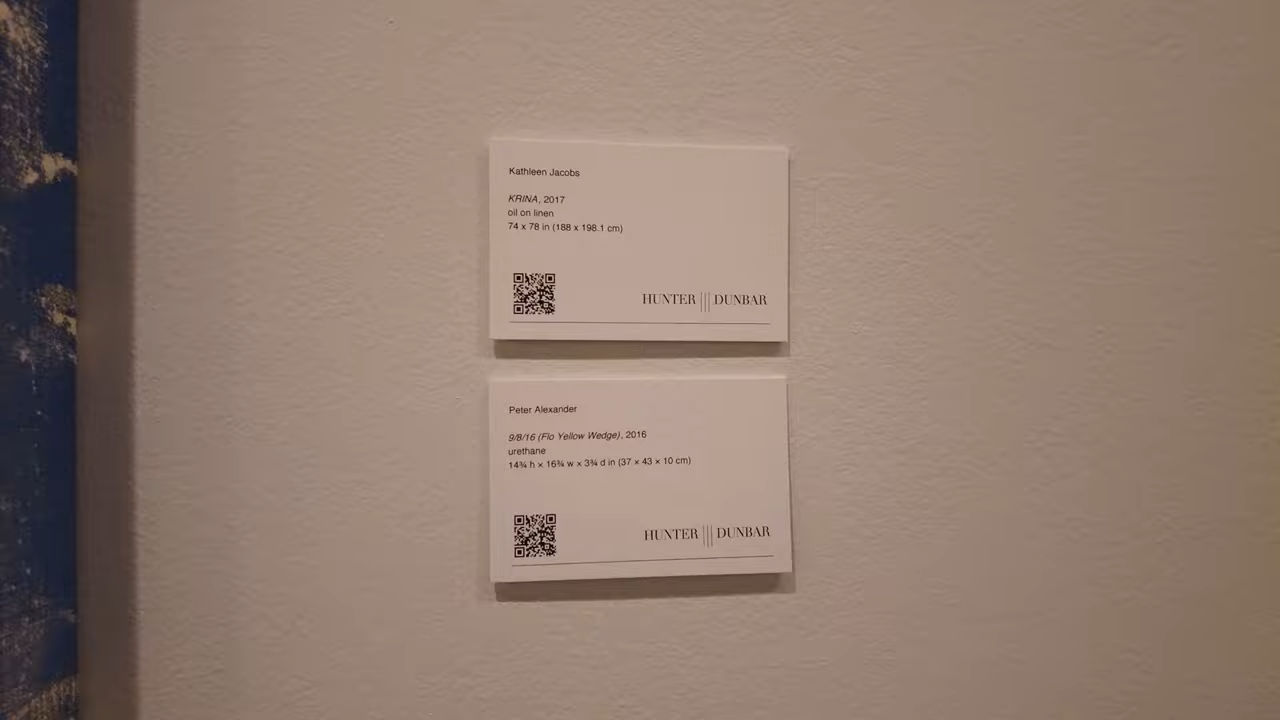 Kathleen Jacobs
KRINA, 2017
oil on linen
74 x 78 in (188 x 198.1 cm)
HUNTER ||| DUNBAR
Peter Alexander
9/8/16 (Flo Yellow Wedge), 2016
urethane
14¾ h × 16¾ w × 3¾ d in (37 × 43 × 10 cm)
HUNTER ||| DUNBAR